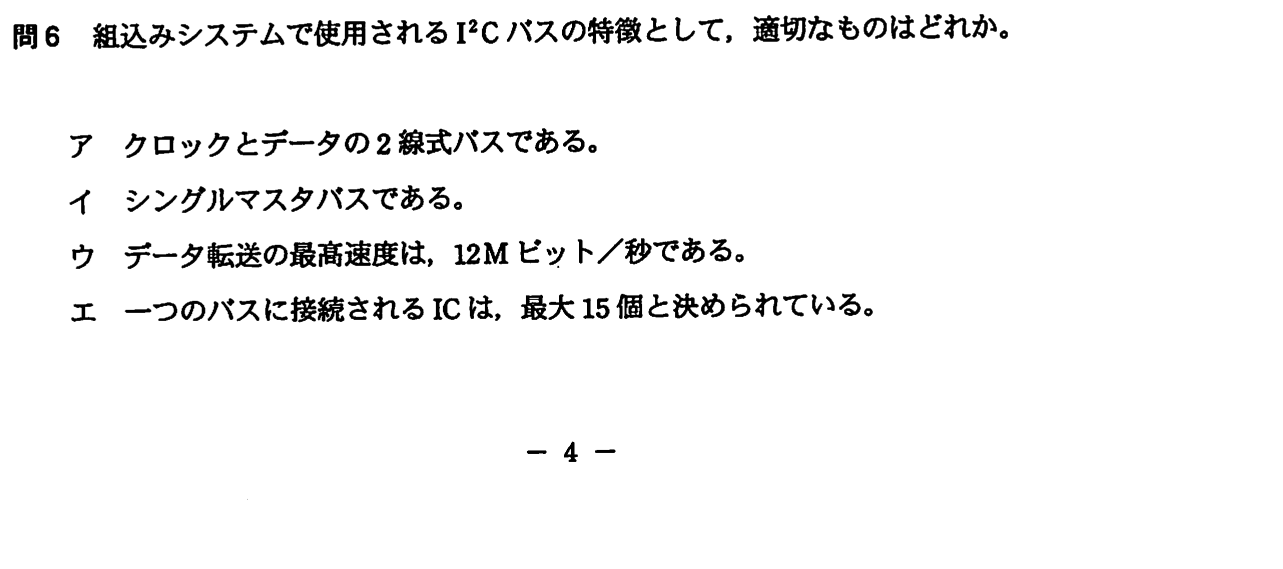 問6 組込みシステムで使用される I²C バスの特徴として，適切なものはどれか。
ア クロックとデータの2線式バスである。
イ シングルマスタバスである。
ウ データ転送の最高速度は，12M ビット／秒である。
エ 一つのバスに接続される IC は，最大 15 個と決められている。
－ 4 －